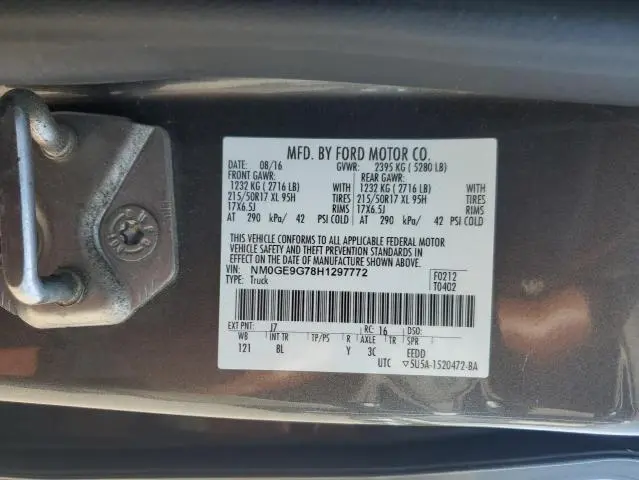 MFD. BY FORD MOTOR CO.
DATE: 08/16 GVWR: 2395 KG ( 5280 LB)
FRONT GAWR: REAR GAWR:
1232 KG ( 2716 LB) WITH 1232 KG ( 2716 LB) WITH
215/50R17 XL 95H TIRES 215/50R17 XL 95H TIRES
17X6.5J RIMS 17X6.5J RIMS
AT 290 kPa/ 42 PSI COLD AT 290 kPa/ 42 PSI COLD
THIS VEHICLE CONFORMS TO ALL APPLICABLE FEDERAL MOTOR
VEHICLE SAFETY AND THEFT PREVENTION STANDARDS IN
EFFECT ON THE DATE OF MANUFACTURE SHOWN ABOVE.
VIN: NM0GE9G78H1297772 F0212
TYPE: Truck T0402
EXT PNT: J7 RC: 16 DSO:
WB INT TR TP/PS R AXLE TR SPR
121 8L Y 3C EEDD
UTC ▽5U5A-1520472-BA